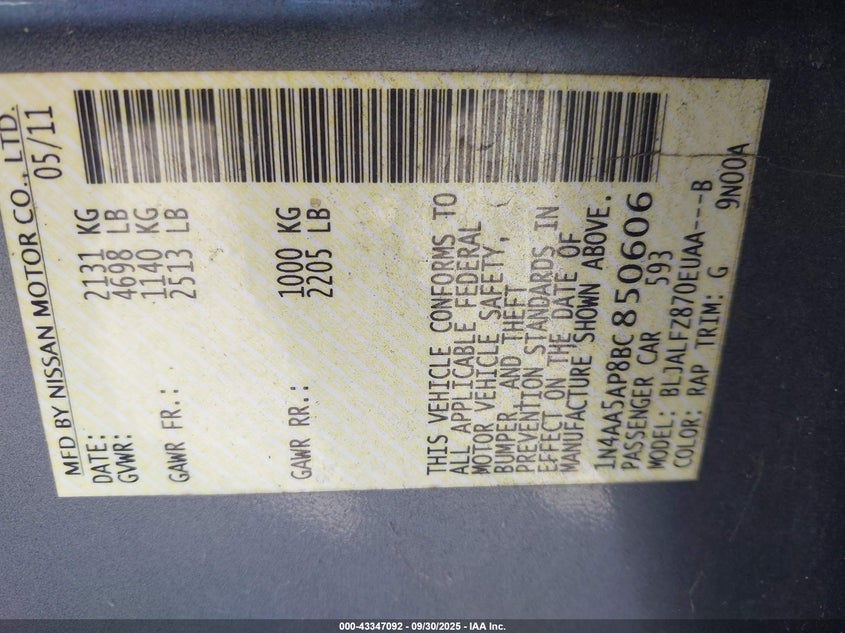 MFD BY NISSAN MOTOR CO., LTD.
DATE: 05/11
GVWR: 2131 KG
4698 LB
GAWR FR.: 1140 KG
2513 LB
GAWR RR.: 1000 KG
2205 LB
THIS VEHICLE CONFORMS TO
ALL APPLICABLE FEDERAL
MOTOR VEHICLE SAFETY,
BUMPER AND THEFT
PREVENTION STANDARDS IN
EFFECT ON THE DATE OF
MANUFACTURE SHOWN ABOVE.
1N4AA5AP8BC850606
PASSENGER CAR 593
MODEL: BLJALFZ870EUAA---B
COLOR: RAP TRIM: G 9N00A
000-43347092 - 09/30/2025 - IAA Inc.